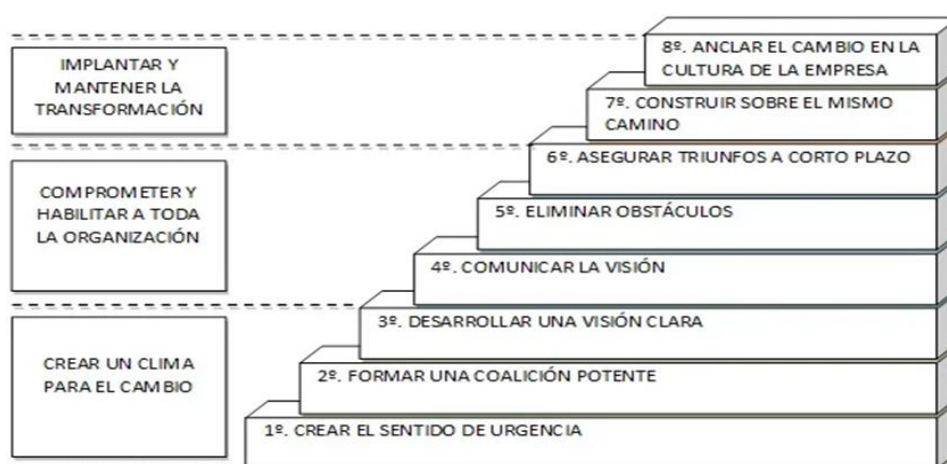 IMPLANTAR Y
MANTENER LA
TRANSFORMACIÓN
COMPROMETER Y
HABILITAR A TODA
LA ORGANIZACIÓN
CREAR UN CLIMA
PARA EL CAMBIO
8º. ANCLAR EL CAMBIO EN LA
CULTURA DE LA EMPRESA
7º. CONSTRUIR SOBRE EL MISMO
CAMINO
6º. ASEGURAR TRIUNFOS A CORTO PLAZO
5º. ELIMINAR OBSTÁCULOS
4º. COMUNICAR LA VISIÓN
3º. DESARROLLAR UNA VISIÓN CLARA
2º. FORMAR UNA COALICIÓN POTENTE
1º. CREAR EL SENTIDO DE URGENCIA